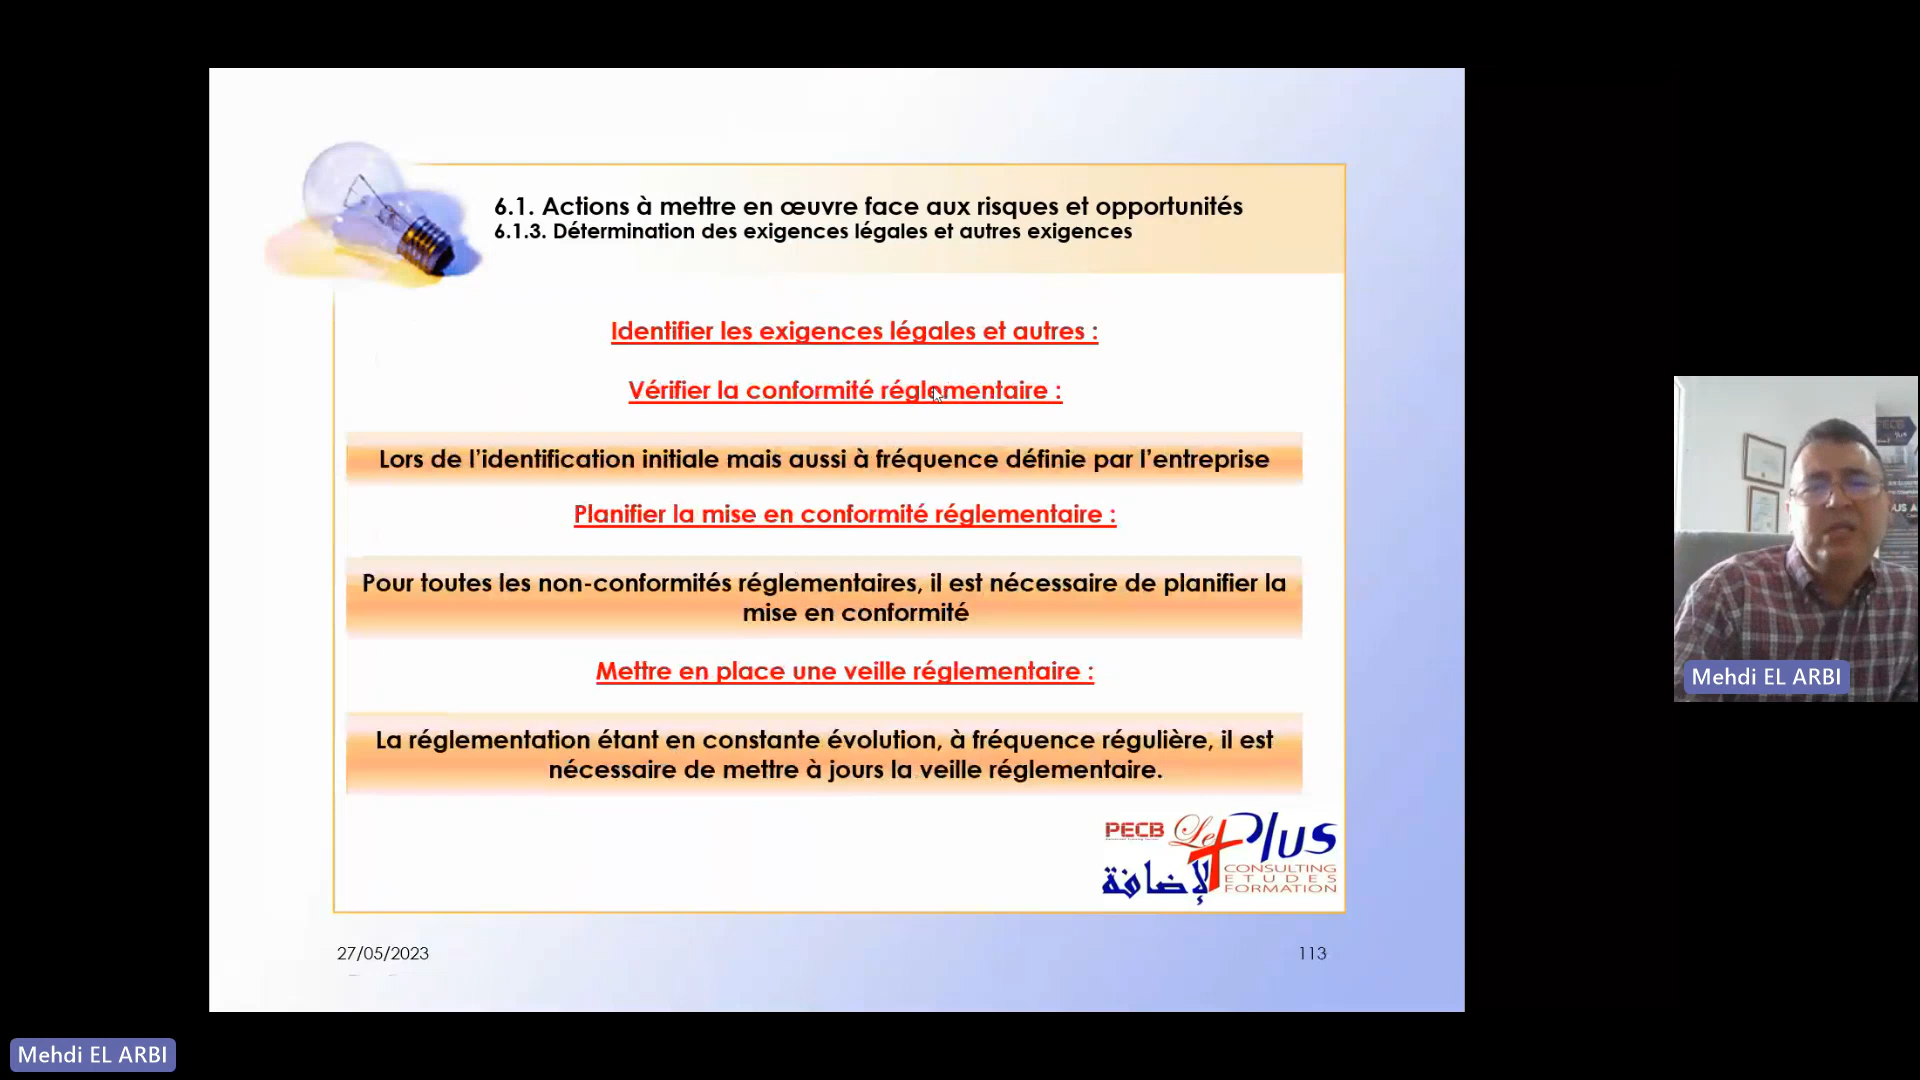 6.1. Actions à mettre en œuvre face aux risques et opportunités
6.1.3. Détermination des exigences légales et autres exigences
Identifier les exigences légales et autres :
Vérifier la conformité réglementaire :
Lors de l’identification initiale mais aussi à fréquence définie par l’entreprise
Planifier la mise en conformité réglementaire :
Pour toutes les non-conformités réglementaires, il est nécessaire de planifier la
mise en conformité
Mettre en place une veille réglementaire :
La réglementation étant en constante évolution, à fréquence régulière, il est
nécessaire de mettre à jours la veille réglementaire.
PECB Le Plus
الإضافة
CONSULTING
ETUDES
FORMATION
27/05/2023
113
PECB
Mehdi EL ARBI
Mehdi EL ARBI